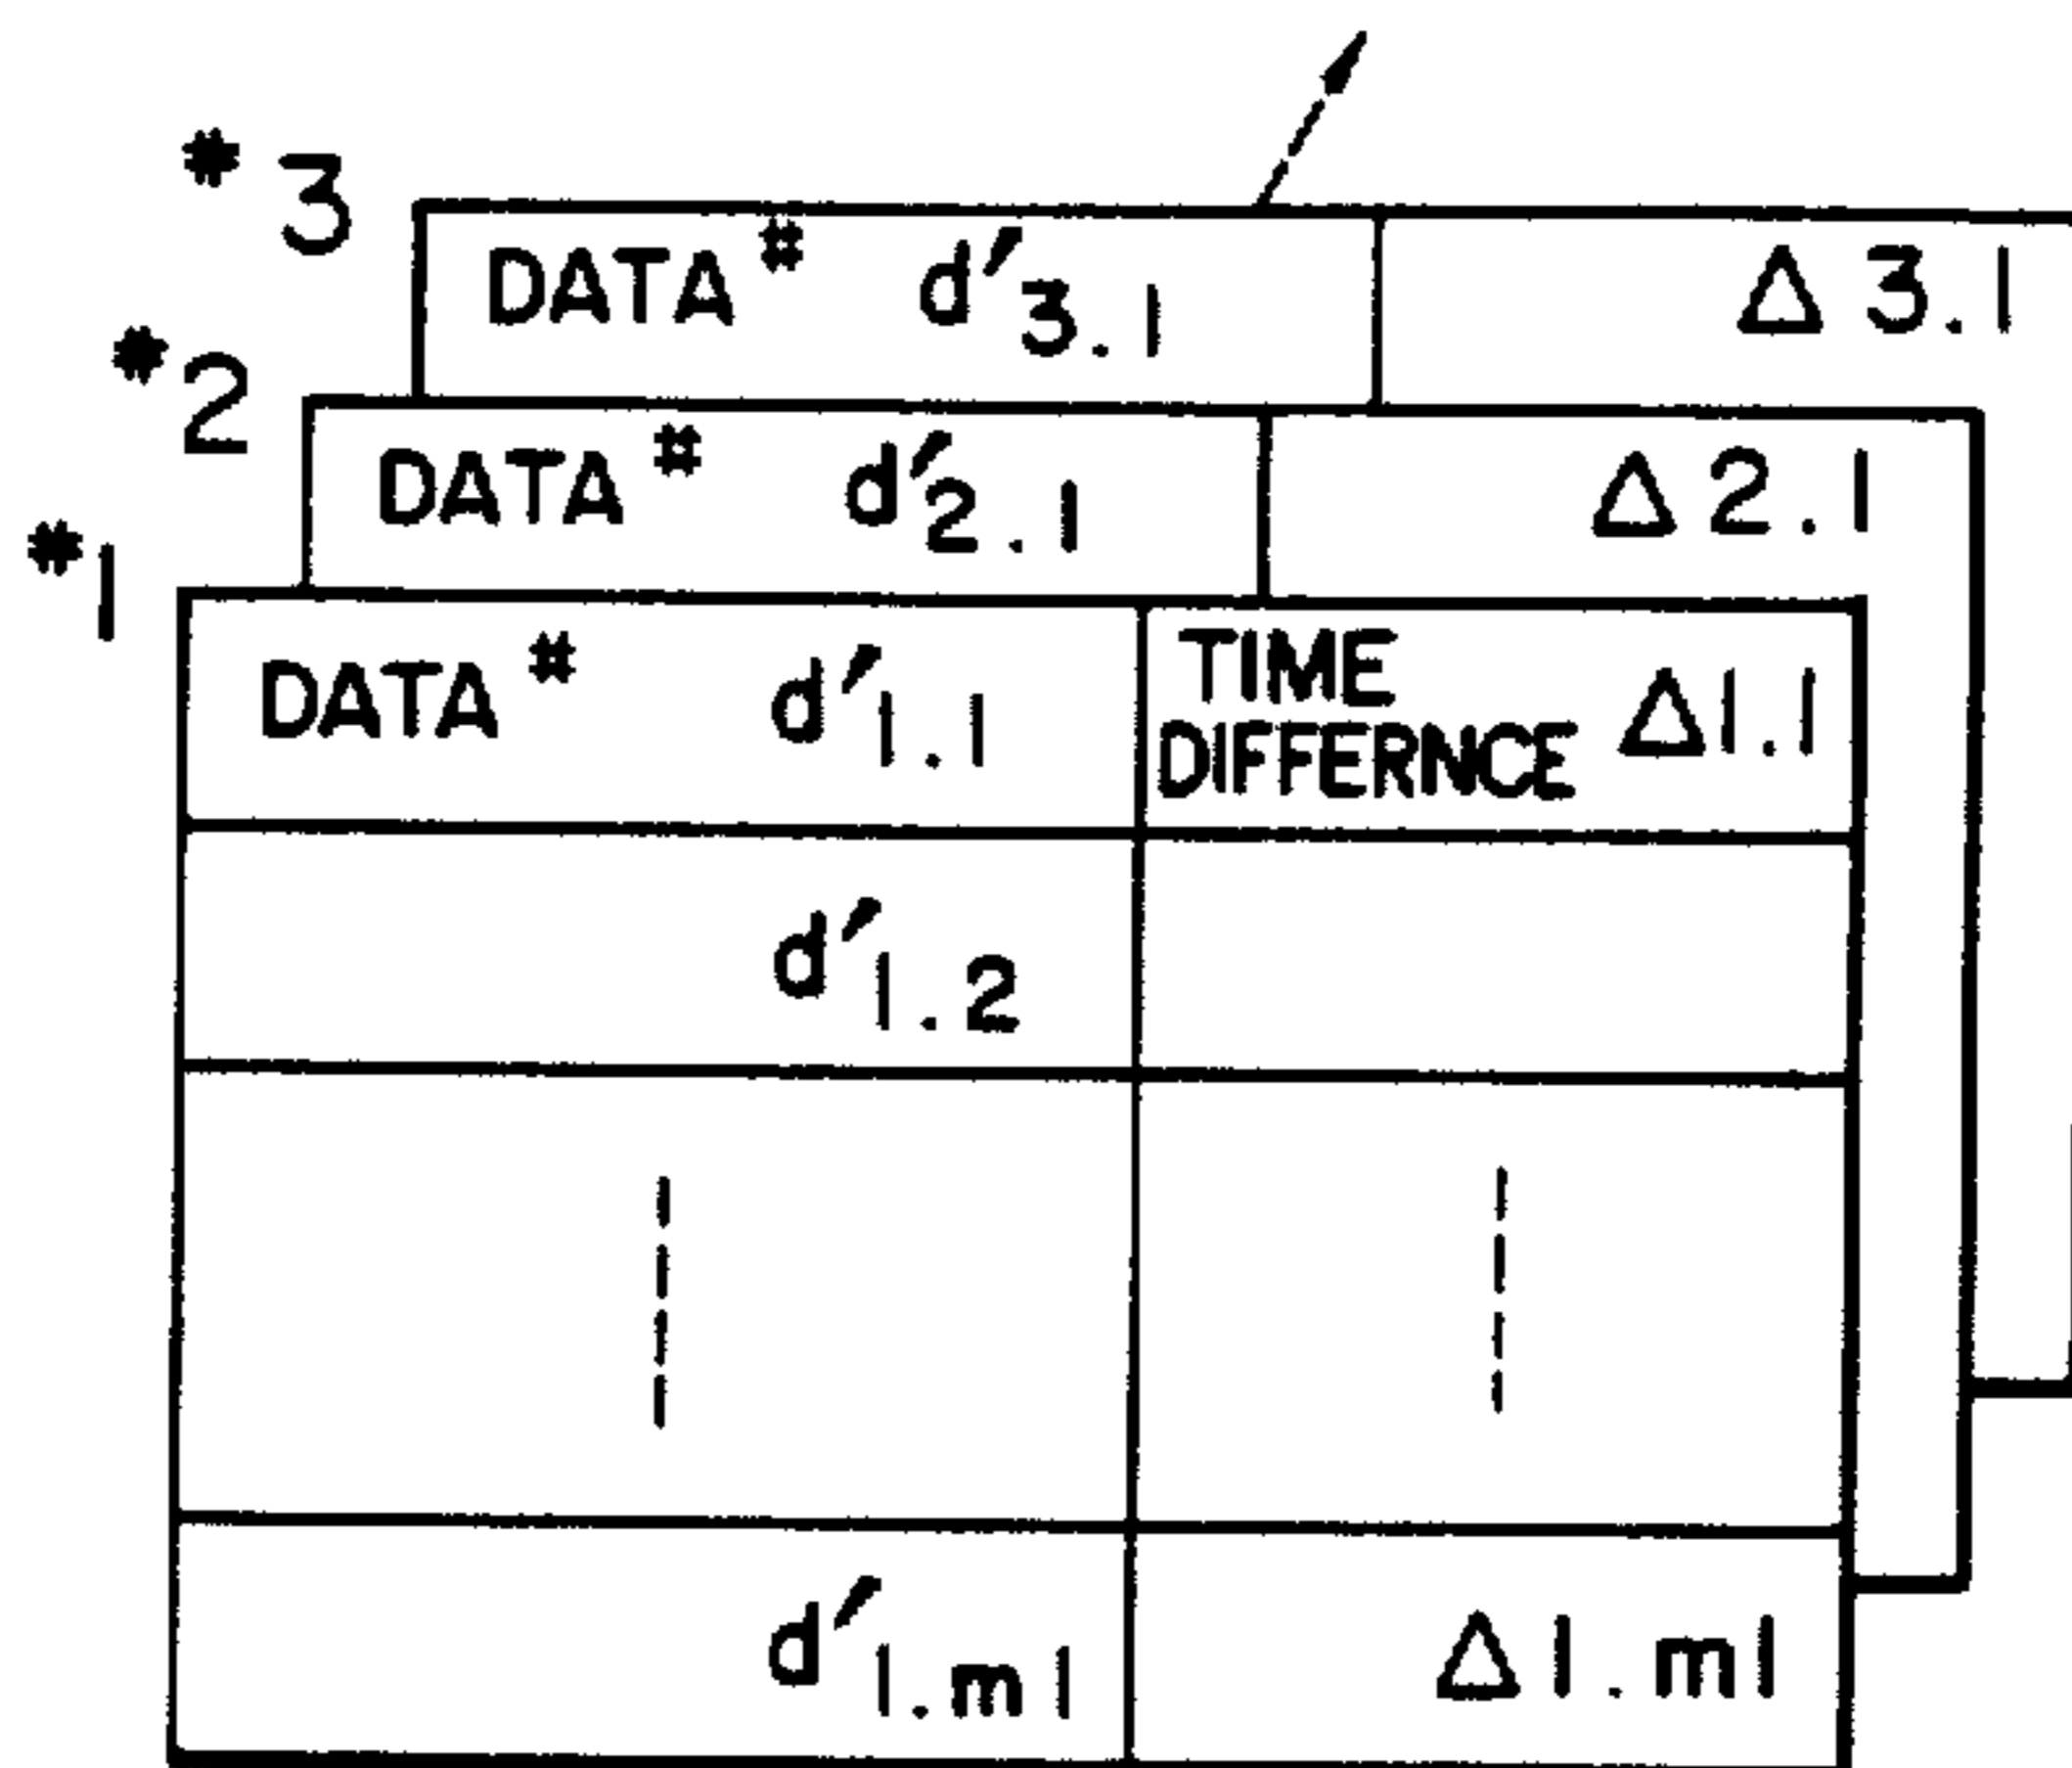 *3
DATA# d'3.1 Δ3.1
*2
DATA# d'2.1 Δ2.1
*1
DATA# d'1.1 TIME DIFFERNCE Δ1.1
d'1.2
d'1.m1 Δ1.m1